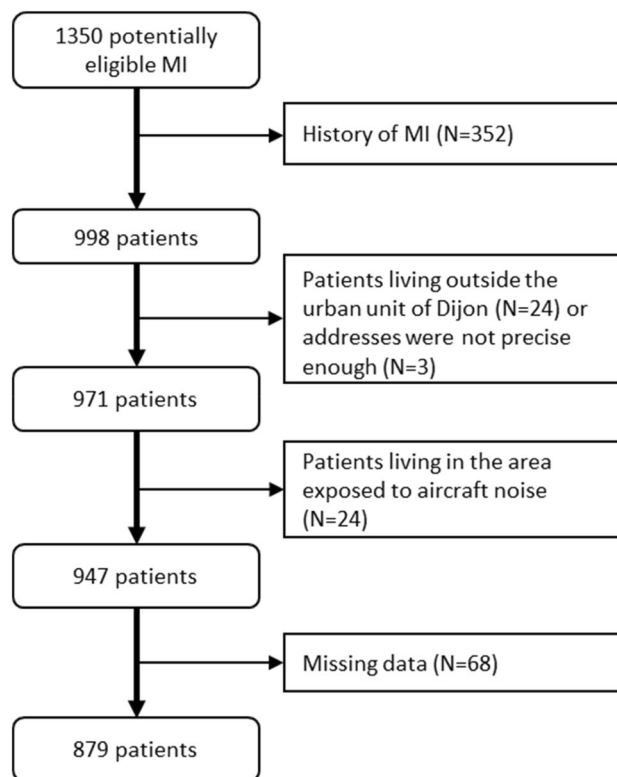 1350 potentially
eligible MI
History of MI (N=352)
998 patients
Patients living outside the
urban unit of Dijon (N=24) or
addresses were not precise
enough (N=3)
971 patients
Patients living in the area
exposed to aircraft noise
(N=24)
947 patients
Missing data (N=68)
879 patients